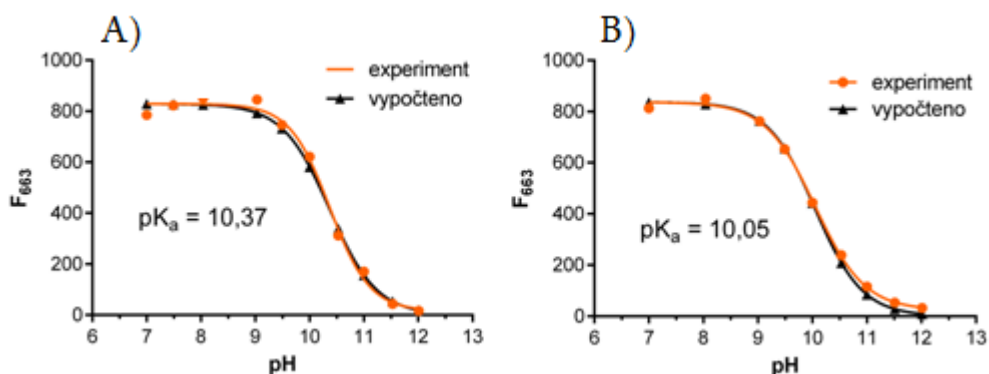 A)
1000
800
600
400
200
0
F663
experiment
vypočteno
pKa = 10,37
6 7 8 9 10 11 12 13
pH
B)
1000
800
600
400
200
0
F663
experiment
vypočteno
pKa = 10,05
6 7 8 9 10 11 12 13
pH